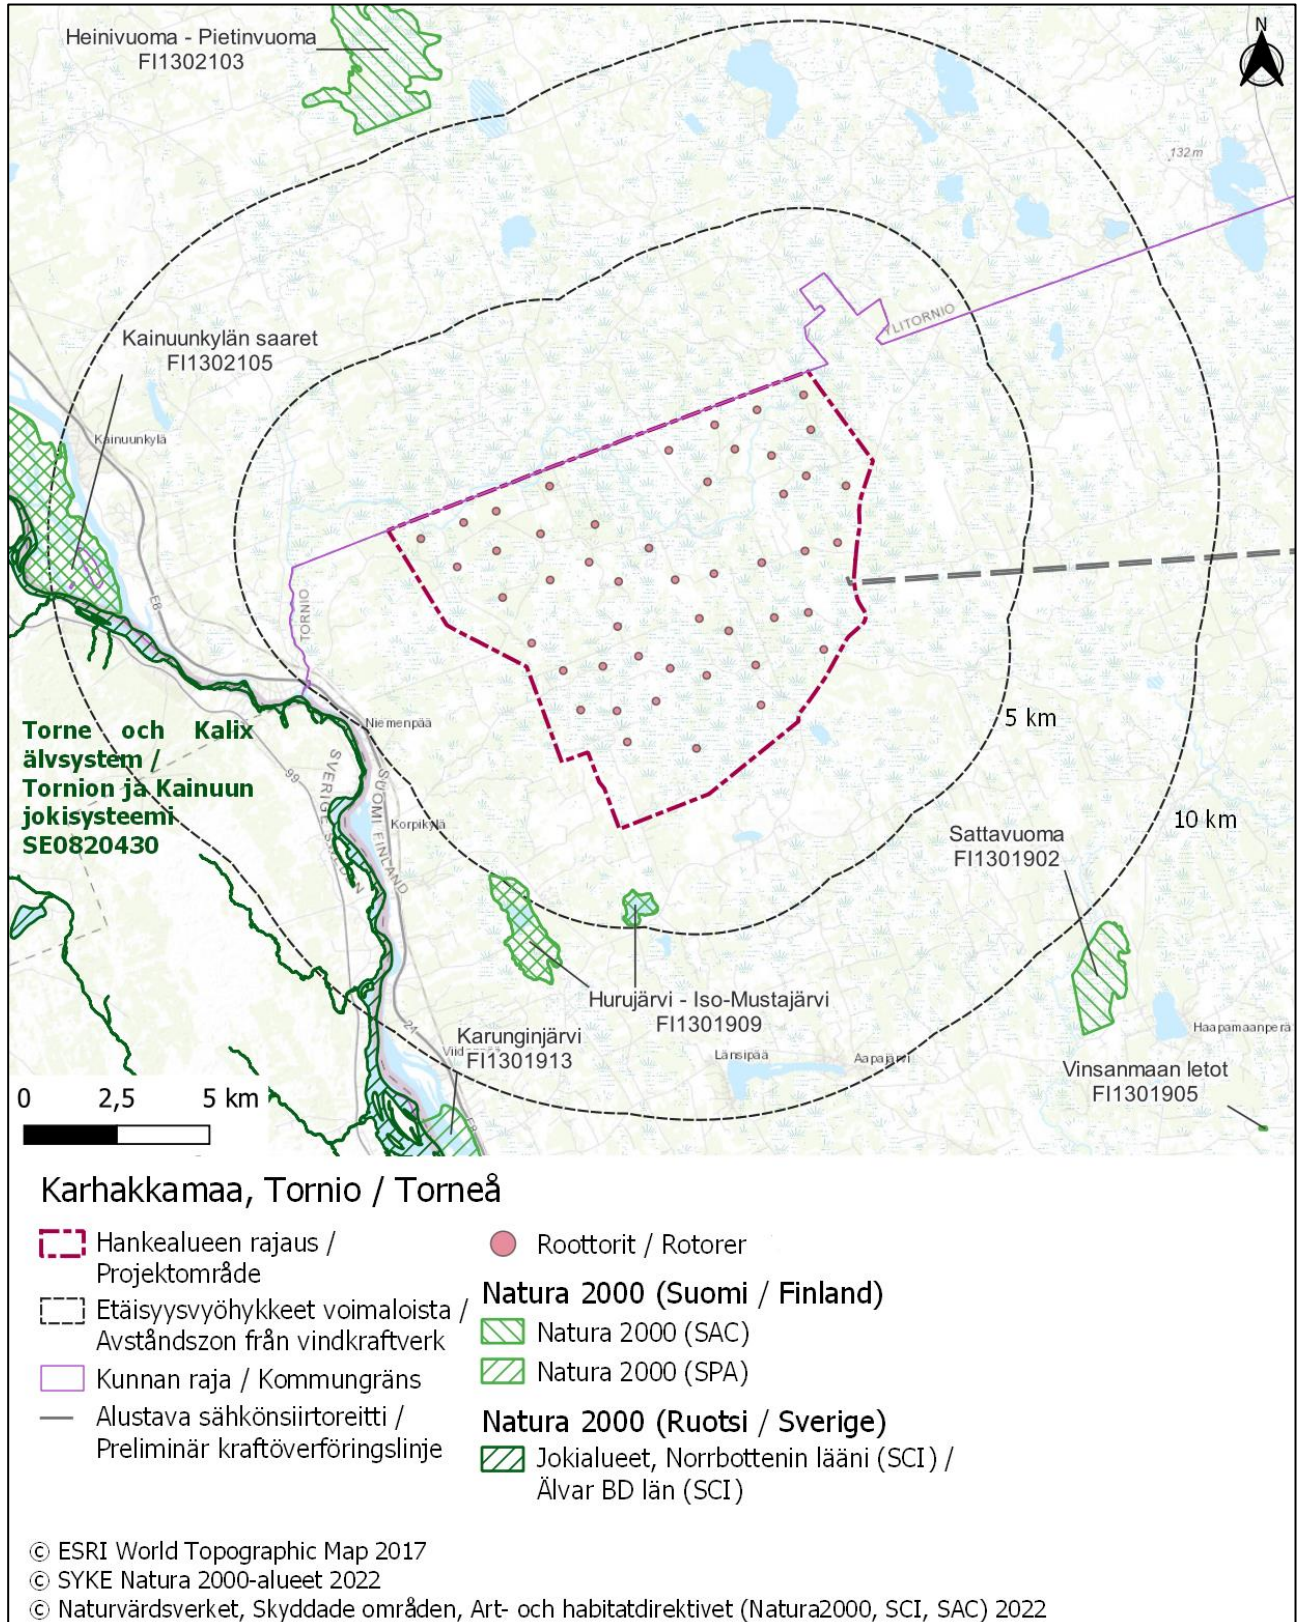 Heinivuoma - Pietinvuoma
FI1302103
N
132 m
YLITORNIO
Kainuunkylän saaret
FI1302105
Kainuunkylä
E8
TORNIO
Niemenpää
Torne och Kalix
älvsystem /
Tornion ja Kainuun
jokisysteemi
SE0820430
99
SVERIGE SWEDEN
SUOMI FINLAND
Korpikylä
5 km
10 km
Sattavuoma
FI1301902
Hurujärvi - Iso-Mustajärvi
FI1301909
Karunginjärvi
FI1301913
24
E8
Länsipää
Aapajärvi
Haapamaanperä
Vinsanmaan letot
FI1301905
0 2,5 5 km
Karhakkamaa, Tornio / Torneå
Hankealueen rajaus /
Projektområde
Etäisyysvyöhykkeet voimaloista /
Avståndszon från vindkraftverk
Kunnan raja / Kommungräns
Alustava sähkönsiirtoreitti /
Preliminär kraftöverföringslinje
Roottorit / Rotorer
Natura 2000 (Suomi / Finland)
Natura 2000 (SAC)
Natura 2000 (SPA)
Natura 2000 (Ruotsi / Sverige)
Jokialueet, Norrbottenin lääni (SCI) /
Älvar BD län (SCI)
© ESRI World Topographic Map 2017
© SYKE Natura 2000-alueet 2022
© Naturvårdsverket, Skyddade områden, Art- och habitatdirektivet (Natura2000, SCI, SAC) 2022